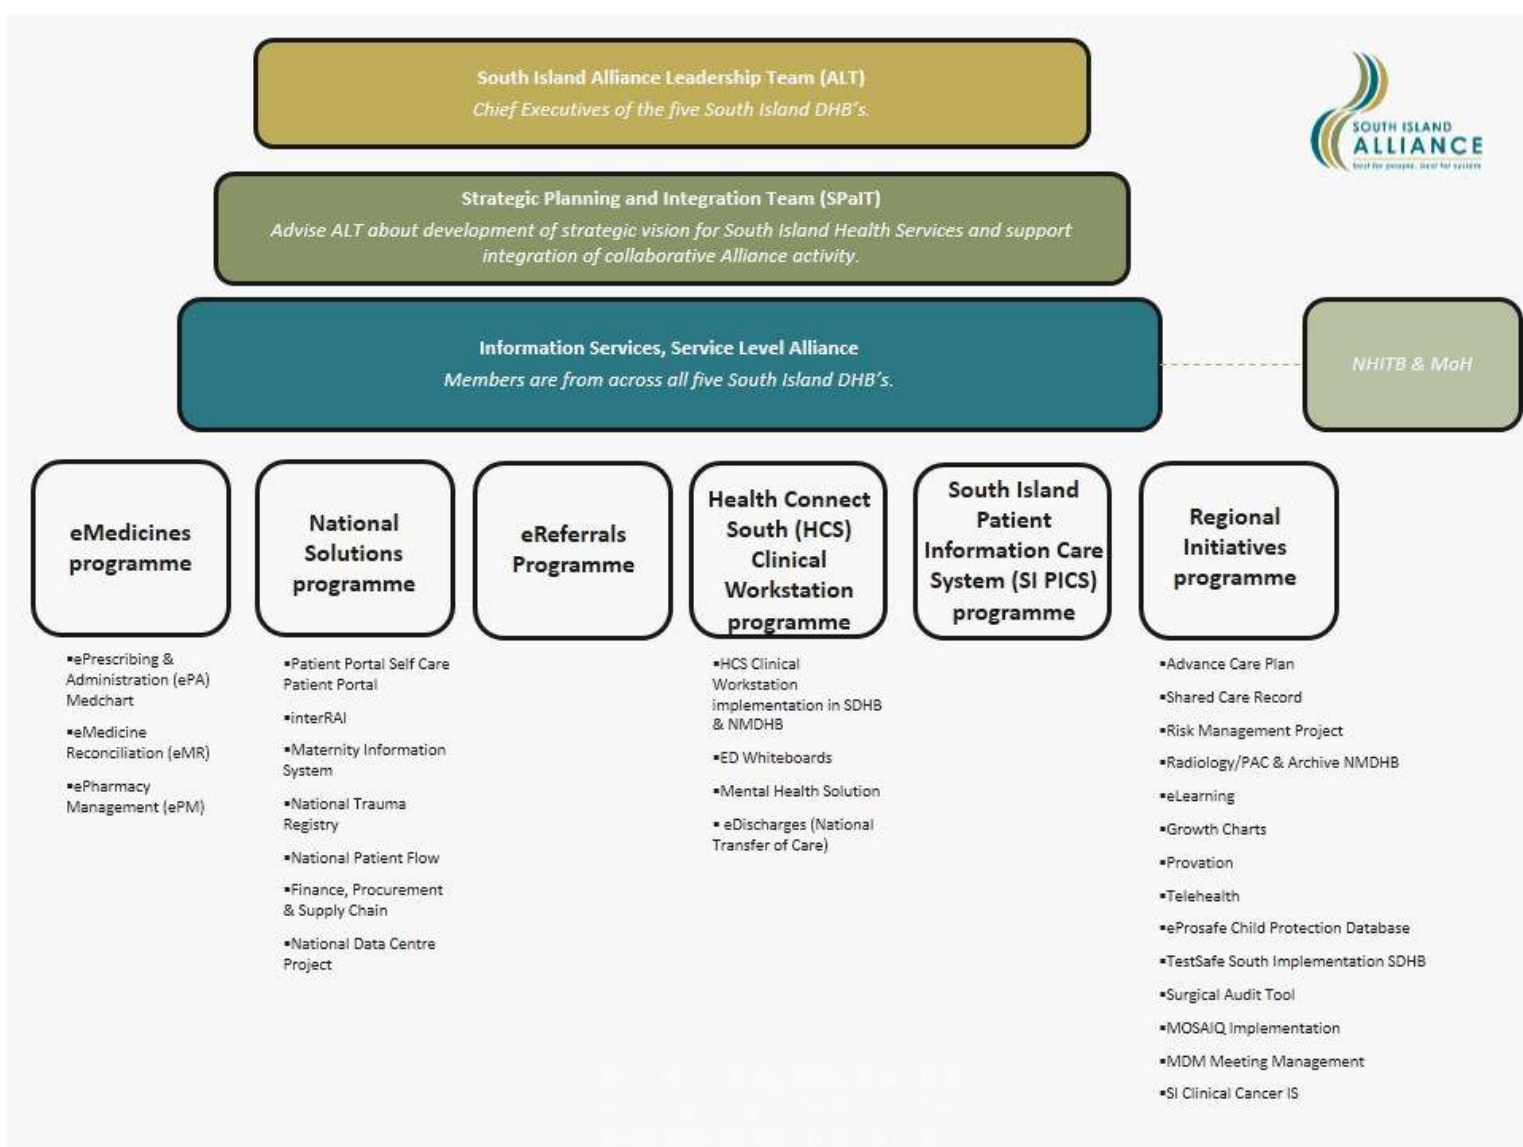 South Island Alliance Leadership Team (ALT)
Chief Executives of the five South Island DHB's.
SOUTH ISLAND
ALLIANCE
best for people, best for system
Strategic Planning and Integration Team (SPaIT)
Advise ALT about development of strategic vision for South Island Health Services and support
integration of collaborative Alliance activity.
Information Services, Service Level Alliance
Members are from across all five South Island DHB's.
NHITB & MoH
eMedicines
programme
▪ePrescribing &
Administration (ePA)
Medchart
▪eMedicine
Reconciliation (eMR)
▪ePharmacy
Management (ePM)
National
Solutions
programme
▪Patient Portal Self Care
Patient Portal
▪interRAI
▪Maternity Information
System
▪National Trauma
Registry
▪National Patient Flow
▪Finance, Procurement
& Supply Chain
▪National Data Centre
Project
eReferrals
Programme
Health Connect
South (HCS)
Clinical
Workstation
programme
▪HCS Clinical
Workstation
implementation in SDHB
& NMDHB
▪ED Whiteboards
▪Mental Health Solution
▪ eDischarges (National
Transfer of Care)
South Island
Patient
Information Care
System (SI PICS)
programme
Regional
Initiatives
programme
▪Advance Care Plan
▪Shared Care Record
▪Risk Management Project
▪Radiology/PAC & Archive NMDHB
▪eLearning
▪Growth Charts
▪Provation
▪Telehealth
▪eProsafe Child Protection Database
▪TestSafe South Implementation SDHB
▪Surgical Audit Tool
▪MOSAIQ Implementation
▪MDM Meeting Management
▪SI Clinical Cancer IS